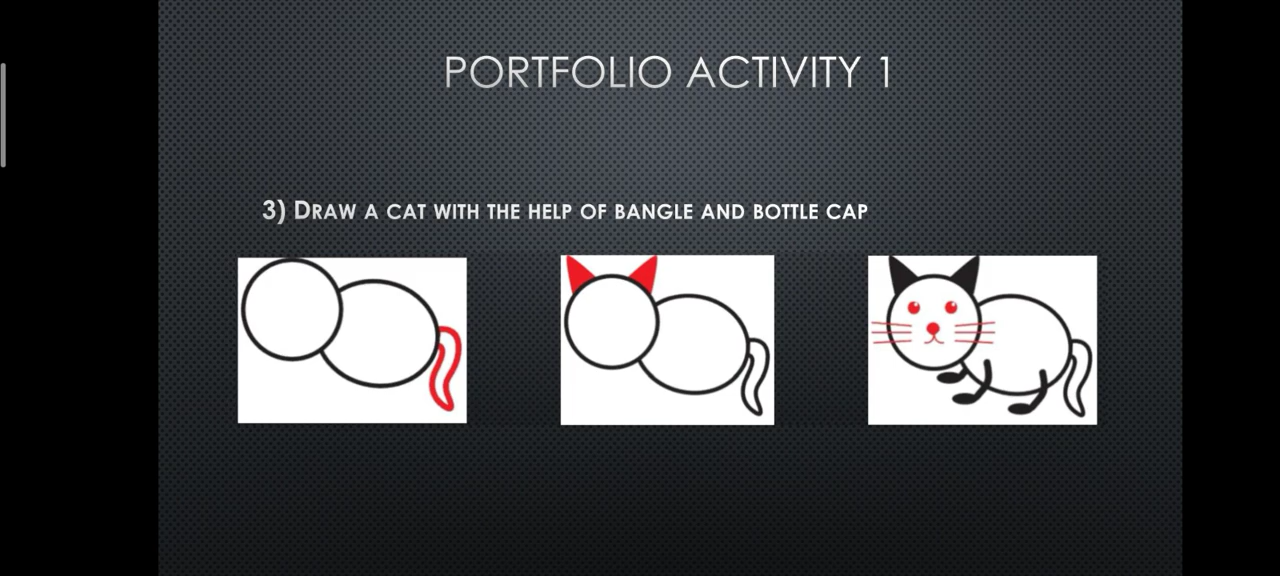 PORTFOLIO ACTIVITY 1
3) DRAW A CAT WITH THE HELP OF BANGLE AND BOTTLE CAP